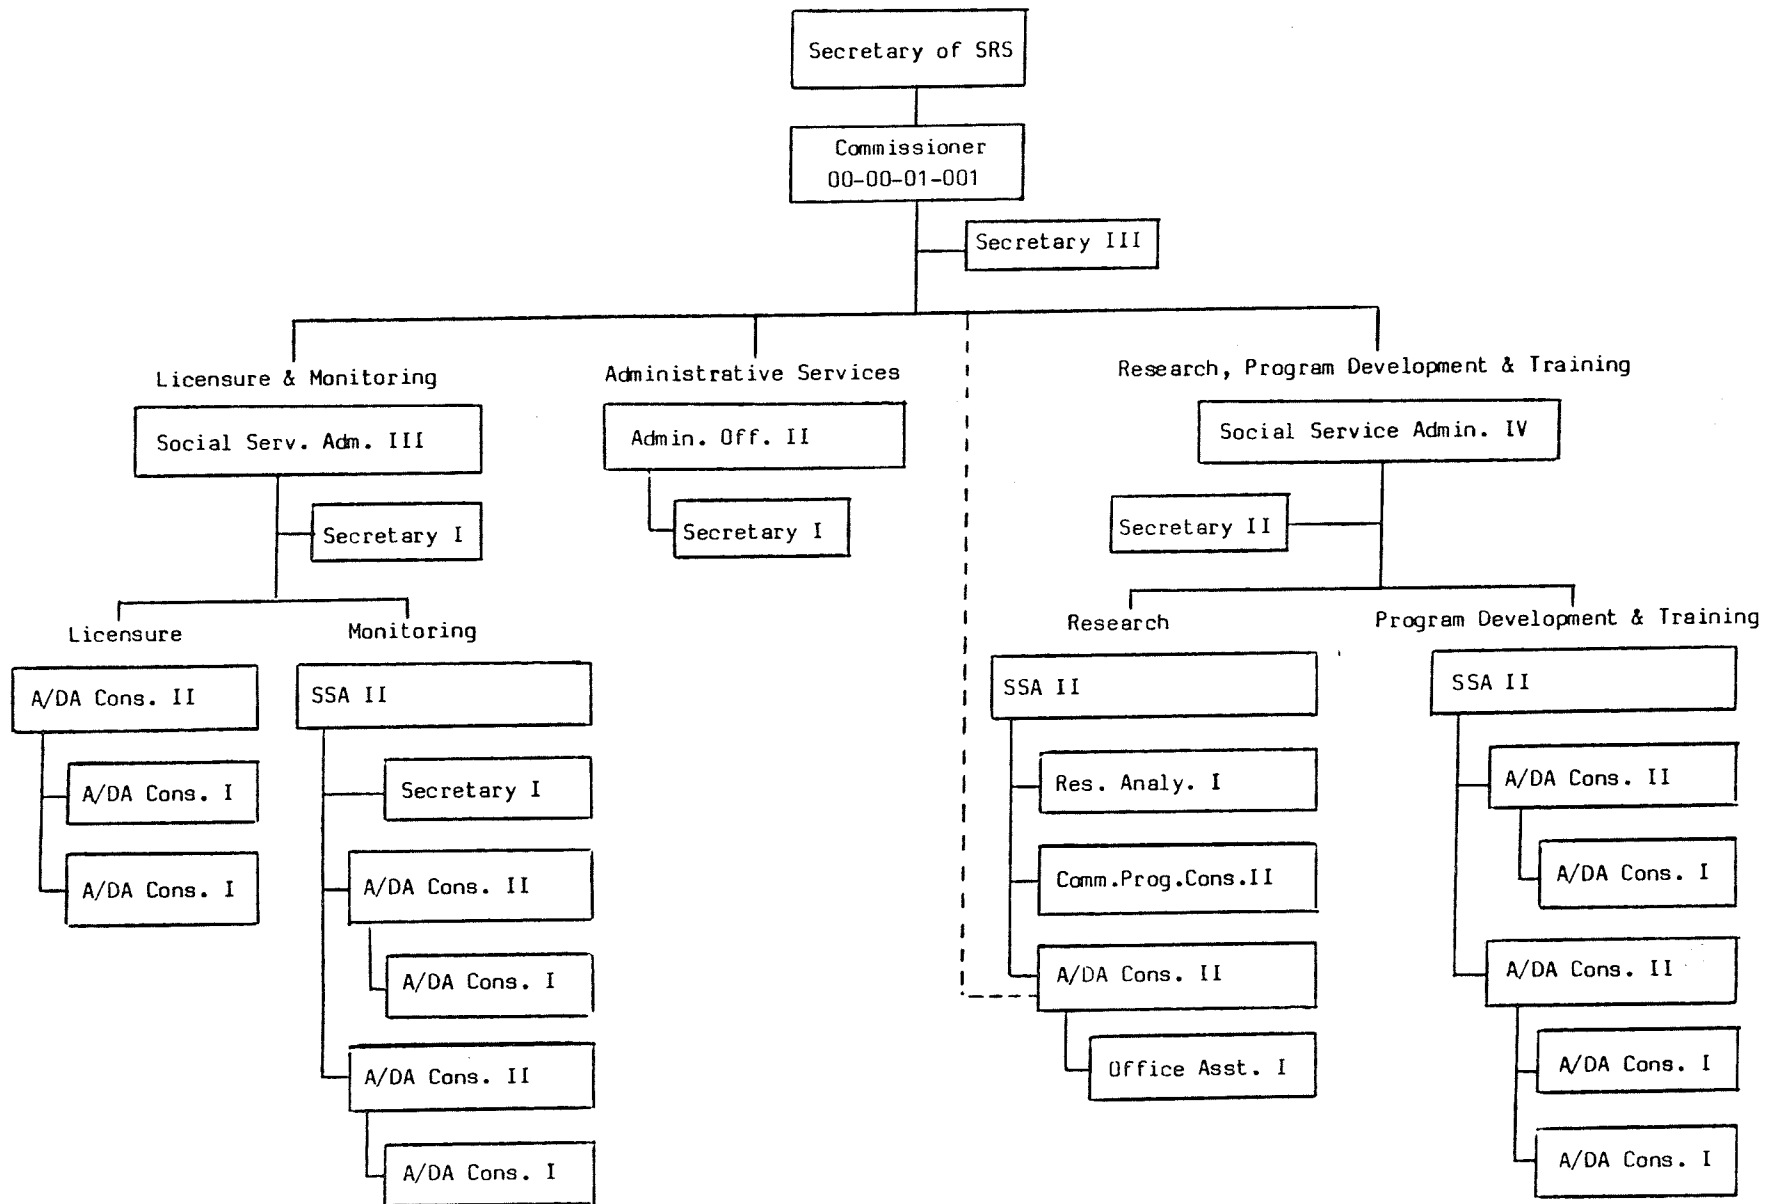 Secretary of SRS
Commissioner
00-00-01-001
Secretary III
Licensure & Monitoring
Social Serv. Adm. III
Secretary I
Administrative Services
Admin. Off. II
Secretary I
Research, Program Development & Training
Social Service Admin. IV
Secretary II
Licensure
A/DA Cons. II
A/DA Cons. I
A/DA Cons. I
Monitoring
SSA II
Secretary I
A/DA Cons. II
A/DA Cons. I
A/DA Cons. II
A/DA Cons. I
Research
SSA II
Res. Analy. I
Comm.Prog.Cons.II
A/DA Cons. II
Office Asst. I
Program Development & Training
SSA II
A/DA Cons. II
A/DA Cons. I
A/DA Cons. II
A/DA Cons. I
A/DA Cons. I